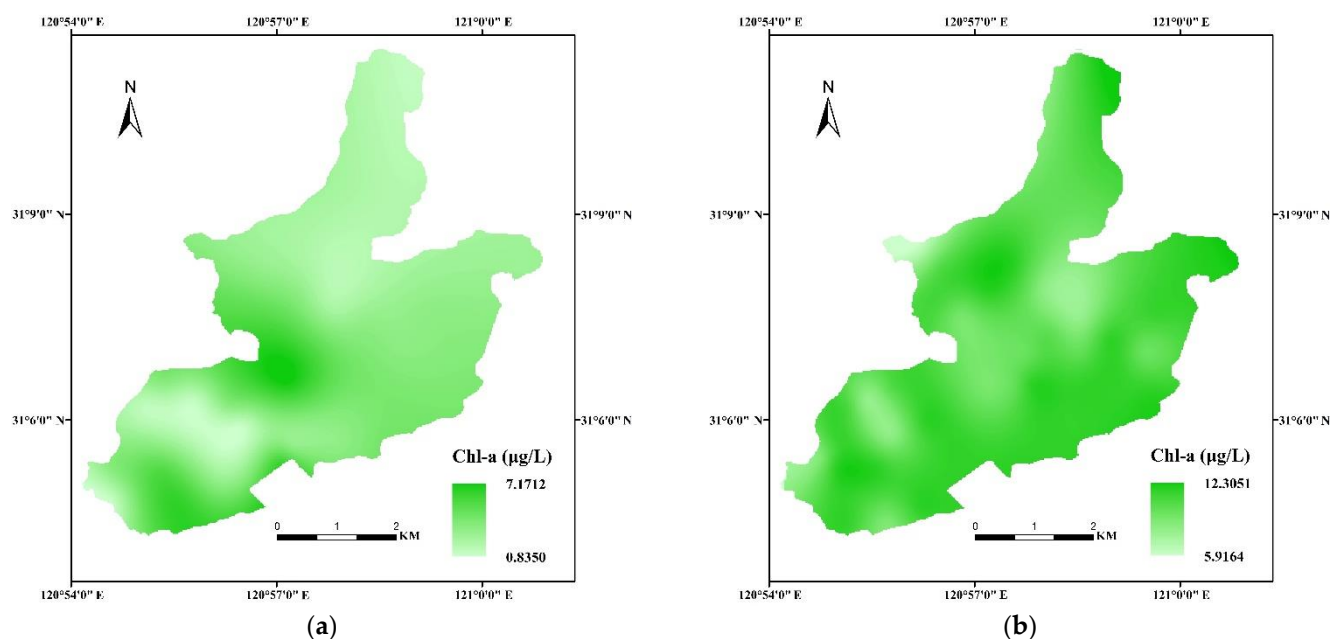 120°54'0" E 120°57'0" E 121°0'0" E
N
31°9'0" N 31°9'0" N
31°6'0" N 31°6'0" N
Chl-a (μg/L)
7.1712
0.8350
0 1 2
KM
120°54'0" E 120°57'0" E 121°0'0" E
(a)
120°54'0" E 120°57'0" E 121°0'0" E
N
31°9'0" N 31°9'0" N
31°6'0" N 31°6'0" N
Chl-a (μg/L)
12.3051
5.9164
0 1 2
KM
120°54'0" E 120°57'0" E 121°0'0" E
(b)